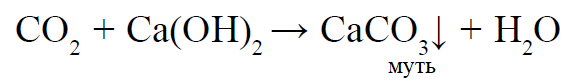 CO₂ + Ca(OH)₂ → CaCO₃↓ + H₂O
муть